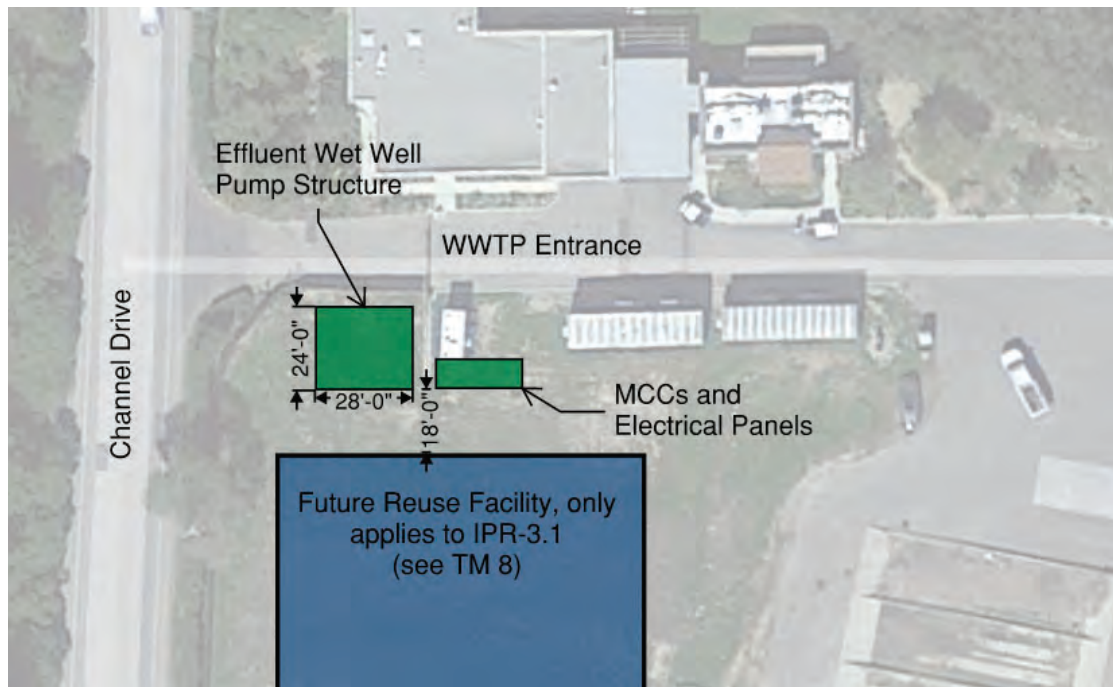 Effluent Wet Well
Pump Structure
WWTP Entrance
Channel Drive
24'-0"
28'-0"
18'-0"
MCCs and
Electrical Panels
Future Reuse Facility, only
applies to IPR-3.1
(see TM 8)